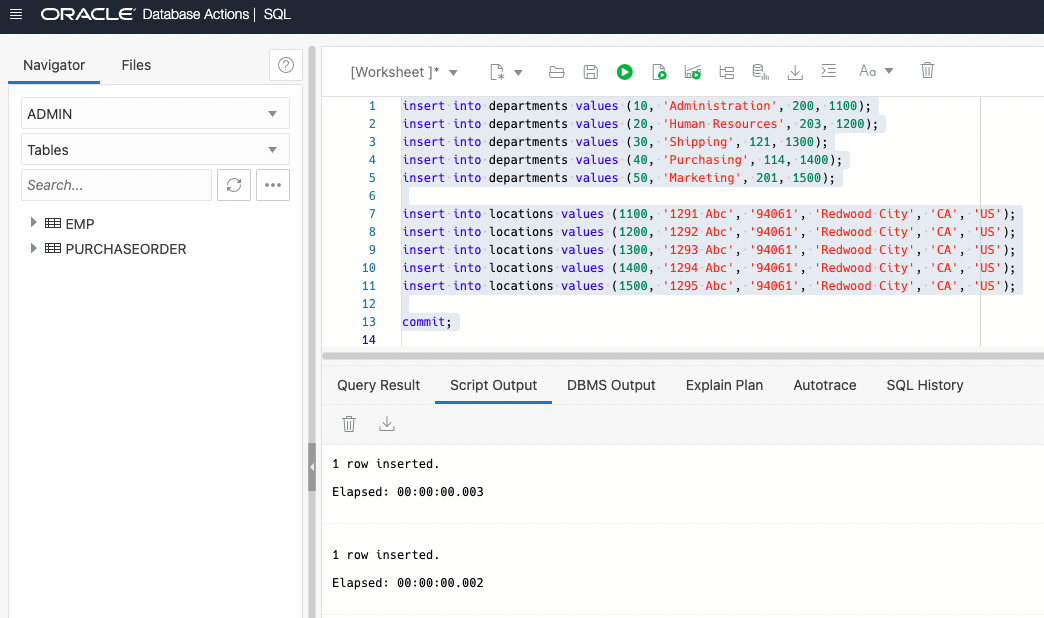 ORACLE Database Actions | SQL
Navigator
Files
ADMIN
Tables
Search...
EMP
PURCHASEORDER
[Worksheet ]*
Aa
1 insert into departments values (10, 'Administration', 200, 1100);
2 insert into departments values (20, 'Human Resources', 203, 1200);
3 insert into departments values (30, 'Shipping', 121, 1300);
4 insert into departments values (40, 'Purchasing', 114, 1400);
5 insert into departments values (50, 'Marketing', 201, 1500);
6
7 insert into locations values (1100, '1291 Abc', '94061', 'Redwood City', 'CA', 'US');
8 insert into locations values (1200, '1292 Abc', '94061', 'Redwood City', 'CA', 'US');
9 insert into locations values (1300, '1293 Abc', '94061', 'Redwood City', 'CA', 'US');
10 insert into locations values (1400, '1294 Abc', '94061', 'Redwood City', 'CA', 'US');
11 insert into locations values (1500, '1295 Abc', '94061', 'Redwood City', 'CA', 'US');
12
13 commit;
14
Query Result Script Output DBMS Output Explain Plan Autotrace SQL History
1 row inserted.
Elapsed: 00:00:00.003
1 row inserted.
Elapsed: 00:00:00.002